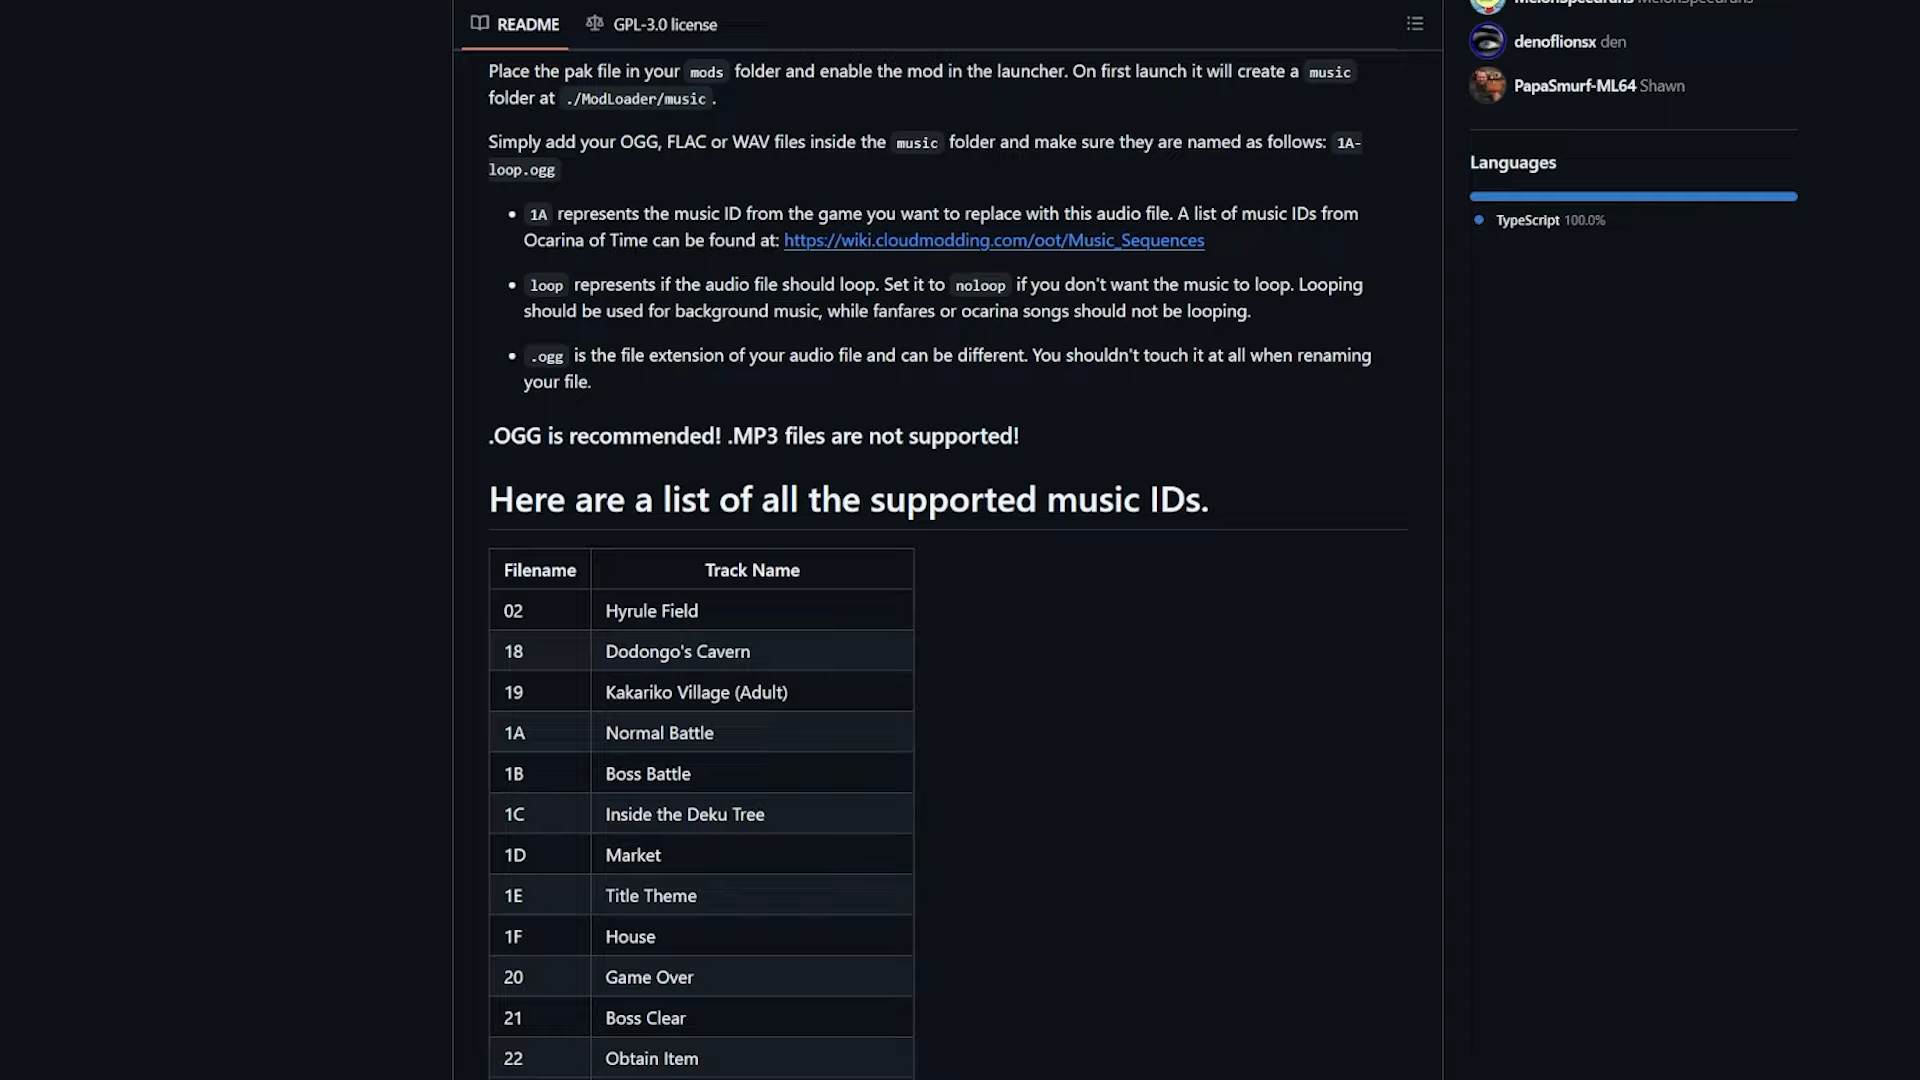 README
GPL-3.0 license
Place the pak file in your mods folder and enable the mod in the launcher. On first launch it will create a music
folder at ./ModLoader/music .
Simply add your OGG, FLAC or WAV files inside the music folder and make sure they are named as follows: 1A-
loop.ogg
• 1A represents the music ID from the game you want to replace with this audio file. A list of music IDs from
Ocarina of Time can be found at: https://wiki.cloudmodding.com/oot/Music_Sequences
• loop represents if the audio file should loop. Set it to noloop if you don't want the music to loop. Looping
should be used for background music, while fanfares or ocarina songs should not be looping.
• .ogg is the file extension of your audio file and can be different. You shouldn't touch it at all when renaming
your file.
.OGG is recommended! .MP3 files are not supported!
Here are a list of all the supported music IDs.
Filename Track Name
02 Hyrule Field
18 Dodongo's Cavern
19 Kakariko Village (Adult)
1A Normal Battle
1B Boss Battle
1C Inside the Deku Tree
1D Market
1E Title Theme
1F House
20 Game Over
21 Boss Clear
22 Obtain Item
MelonSpeedruns MelonSpeedruns
denoflionsx den
PapaSmurf-ML64 Shawn
Languages
TypeScript 100.0%